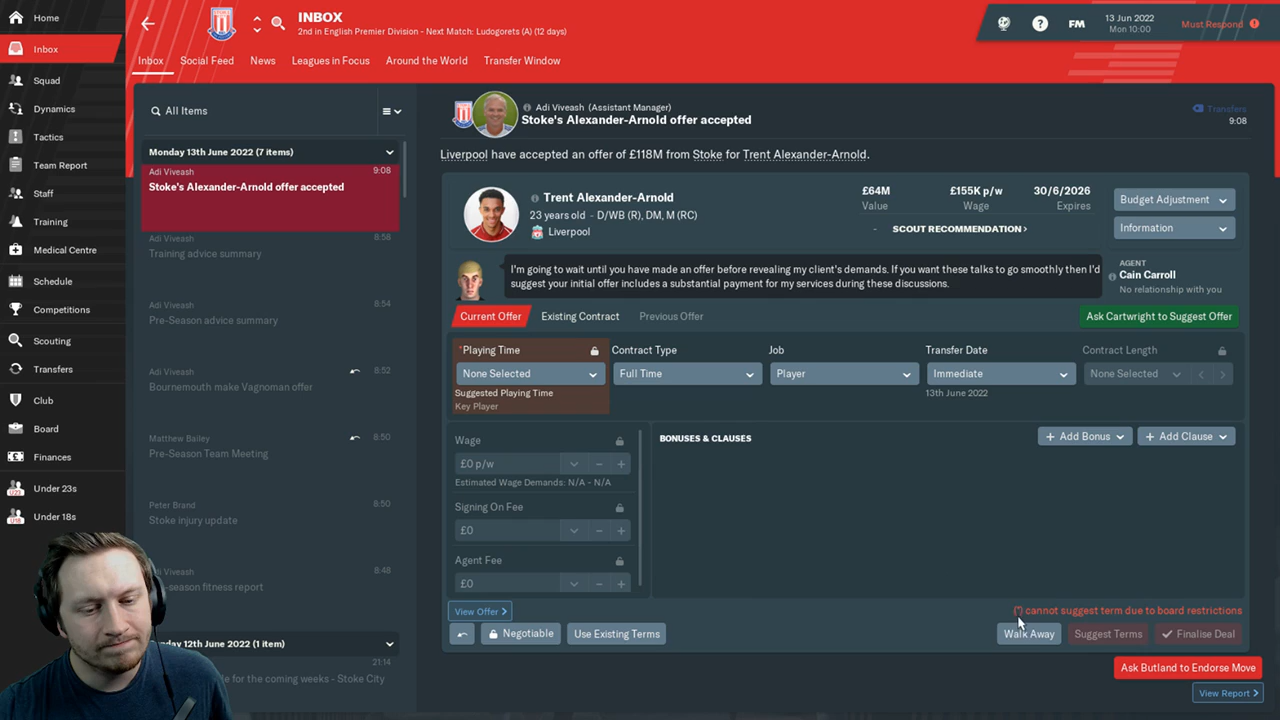 Home
Inbox
Squad
Dynamics
Tactics
Team Report
Staff
Training
Medical Centre
Schedule
Competitions
Scouting
Transfers
Club
Board
Finances
Under 23s
Under 18s
INBOX
2nd in English Premier Division - Next Match: Ludogorets (A) (12 days)
FM
13 Jun 2022
Mon 10:00
Must Respond
Inbox
Social Feed
News
Leagues in Focus
Around the World
Transfer Window
All Items
Monday 13th June 2022 (7 items)
Adi Viveash 9:08
Stoke's Alexander-Arnold offer accepted
Adi Viveash 8:58
Training advice summary
Adi Viveash 8:54
Pre-Season advice summary
Adi Viveash 8:52
Bournemouth make Vagnoman offer
Matthew Bailey 8:50
Pre-Season Team Meeting
Peter Brand 8:50
Stoke injury update
Viveash 8:48
-season fitness report
12th June 2022 (1 item)
21:14
for the coming weeks - Stoke City
Adi Viveash (Assistant Manager)
Stoke's Alexander-Arnold offer accepted
Transfers
9:08
Liverpool have accepted an offer of £118M from Stoke for Trent Alexander-Arnold.
Trent Alexander-Arnold
23 years old - D/WB (R), DM, M (RC)
Liverpool
£64M
Value
£155K p/w
Wage
30/6/2026
Expires
- SCOUT RECOMMENDATION >
Budget Adjustment
Information
I'm going to wait until you have made an offer before revealing my client's demands. If you want these talks to go smoothly then I'd
suggest your initial offer includes a substantial payment for my services during these discussions.
AGENT
Cain Carroll
No relationship with you
Current Offer
Existing Contract
Previous Offer
Ask Cartwright to Suggest Offer
*Playing Time
None Selected
Suggested Playing Time
Key Player
Contract Type
Full Time
Job
Player
Transfer Date
Immediate
13th June 2022
Contract Length
None Selected
Wage
£0 p/w
Estimated Wage Demands: N/A - N/A
Signing On Fee
£0
Agent Fee
£0
BONUSES & CLAUSES
+ Add Bonus
+ Add Clause
View Offer >
(*) cannot suggest term due to board restrictions
Negotiable
Use Existing Terms
Walk Away
Suggest Terms
Finalise Deal
Ask Butland to Endorse Move
View Report >